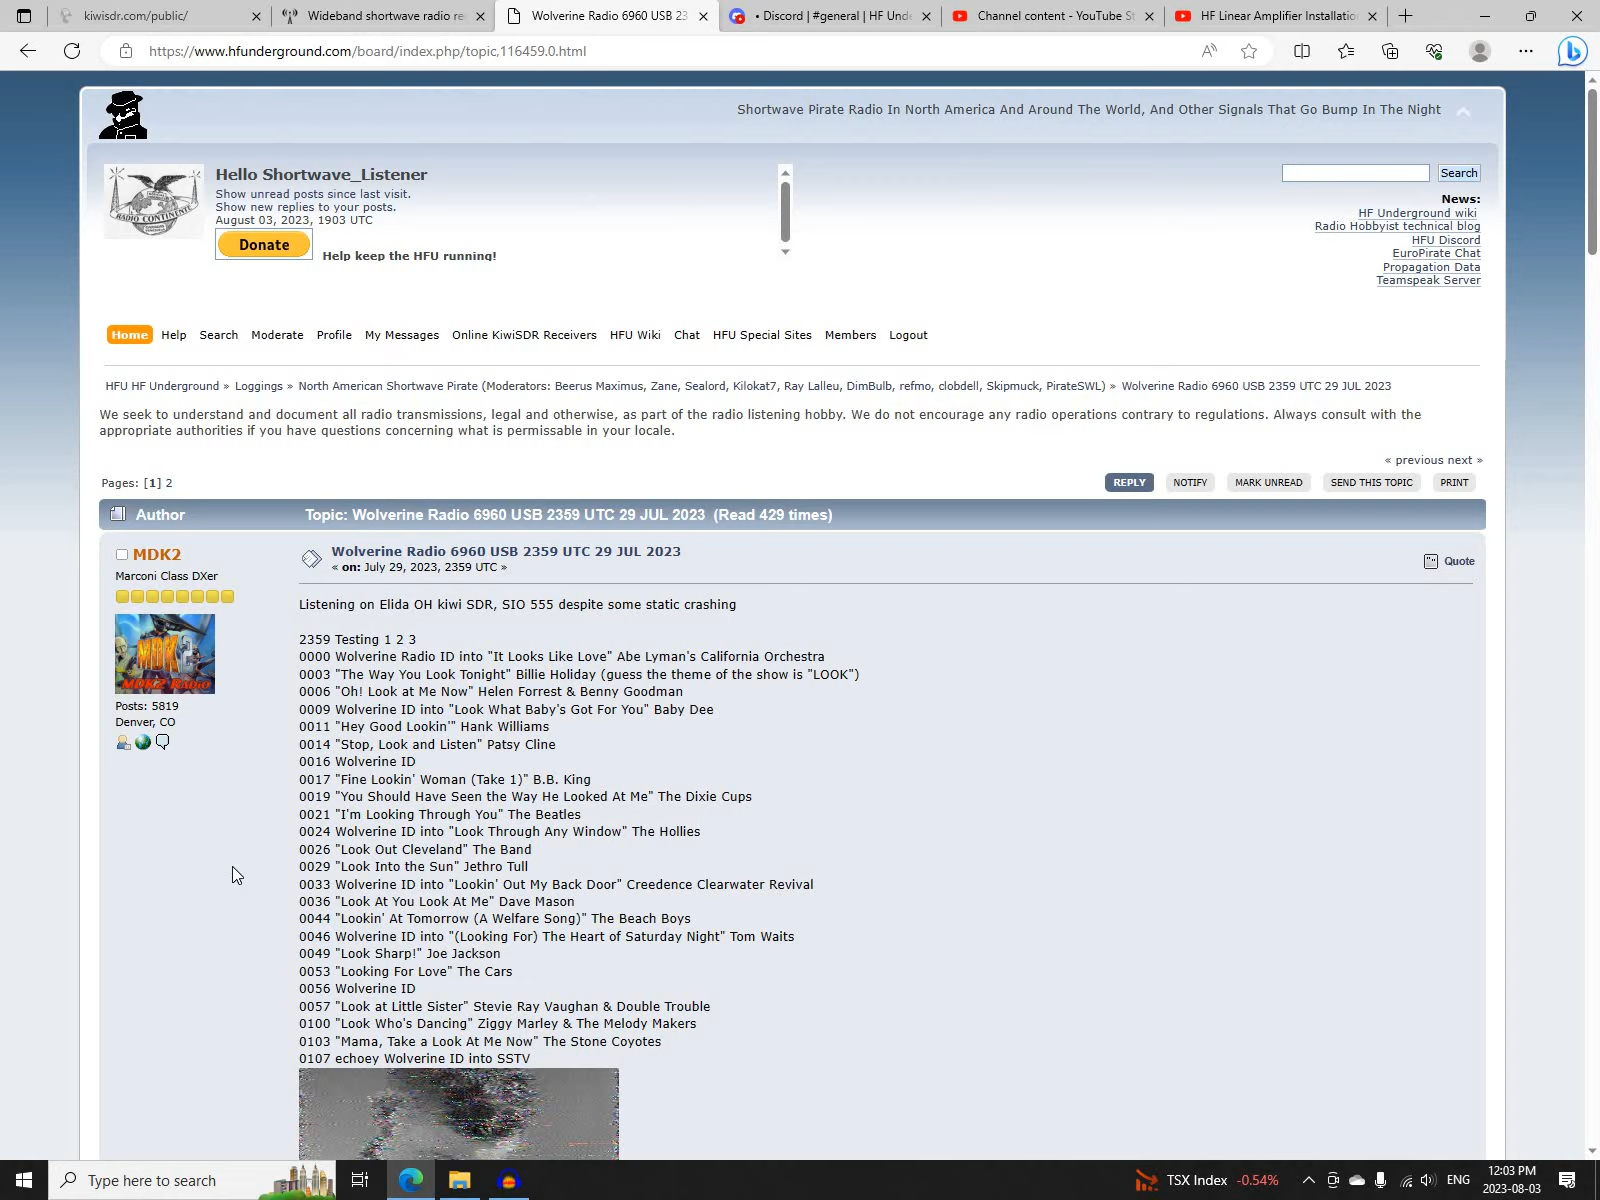 kiwisdr.com/public/
Wideband shortwave radio re
Wolverine Radio 6960 USB 23
• Discord | #general | HF Und
Channel content - YouTube St
HF Linear Amplifier Installatio
https://www.hfunderground.com/board/index.php/topic,116459.0.html
Shortwave Pirate Radio In North America And Around The World, And Other Signals That Go Bump In The Night
RADIO CONTINENTE
Hello Shortwave_Listener
Show unread posts since last visit.
Show new replies to your posts.
August 03, 2023, 1903 UTC
Donate
Help keep the HFU running!
Search
News:
HF Underground wiki
Radio Hobbyist technical blog
HFU Discord
EuroPirate Chat
Propagation Data
Teamspeak Server
Home Help Search Moderate Profile My Messages Online KiwiSDR Receivers HFU Wiki Chat HFU Special Sites Members Logout
HFU HF Underground » Loggings » North American Shortwave Pirate (Moderators: Beerus Maximus, Zane, Sealord, Kilokat7, Ray Lalleu, DimBulb, refmo, clobdell, Skipmuck, PirateSWL) » Wolverine Radio 6960 USB 2359 UTC 29 JUL 2023
We seek to understand and document all radio transmissions, legal and otherwise, as part of the radio listening hobby. We do not encourage any radio operations contrary to regulations. Always consult with the
appropriate authorities if you have questions concerning what is permissable in your locale.
« previous next »
Pages: [1] 2
REPLY NOTIFY MARK UNREAD SEND THIS TOPIC PRINT
Author Topic: Wolverine Radio 6960 USB 2359 UTC 29 JUL 2023 (Read 429 times)
MDK2
Marconi Class DXer
MDK2
MDK2 Radio
Posts: 5819
Denver, CO
Wolverine Radio 6960 USB 2359 UTC 29 JUL 2023
« on: July 29, 2023, 2359 UTC »
Quote
Listening on Elida OH kiwi SDR, SIO 555 despite some static crashing
2359 Testing 1 2 3
0000 Wolverine Radio ID into "It Looks Like Love" Abe Lyman's California Orchestra
0003 "The Way You Look Tonight" Billie Holiday (guess the theme of the show is "LOOK")
0006 "Oh! Look at Me Now" Helen Forrest & Benny Goodman
0009 Wolverine ID into "Look What Baby's Got For You" Baby Dee
0011 "Hey Good Lookin'" Hank Williams
0014 "Stop, Look and Listen" Patsy Cline
0016 Wolverine ID
0017 "Fine Lookin' Woman (Take 1)" B.B. King
0019 "You Should Have Seen the Way He Looked At Me" The Dixie Cups
0021 "I'm Looking Through You" The Beatles
0024 Wolverine ID into "Look Through Any Window" The Hollies
0026 "Look Out Cleveland" The Band
0029 "Look Into the Sun" Jethro Tull
0033 Wolverine ID into "Lookin' Out My Back Door" Creedence Clearwater Revival
0036 "Look At You Look At Me" Dave Mason
0044 "Lookin' At Tomorrow (A Welfare Song)" The Beach Boys
0046 Wolverine ID into "(Looking For) The Heart of Saturday Night" Tom Waits
0049 "Look Sharp!" Joe Jackson
0053 "Looking For Love" The Cars
0056 Wolverine ID
0057 "Look at Little Sister" Stevie Ray Vaughan & Double Trouble
0100 "Look Who's Dancing" Ziggy Marley & The Melody Makers
0103 "Mama, Take a Look At Me Now" The Stone Coyotes
0107 echoey Wolverine ID into SSTV
Type here to search
TSX Index -0.54%
ENG
12:03 PM
2023-08-03